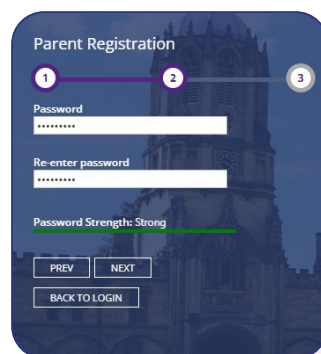 Parent Registration
1 2 3
Password
•••••••••
Re-enter password
•••••••••
Password Strength: Strong
PREV NEXT
BACK TO LOGIN